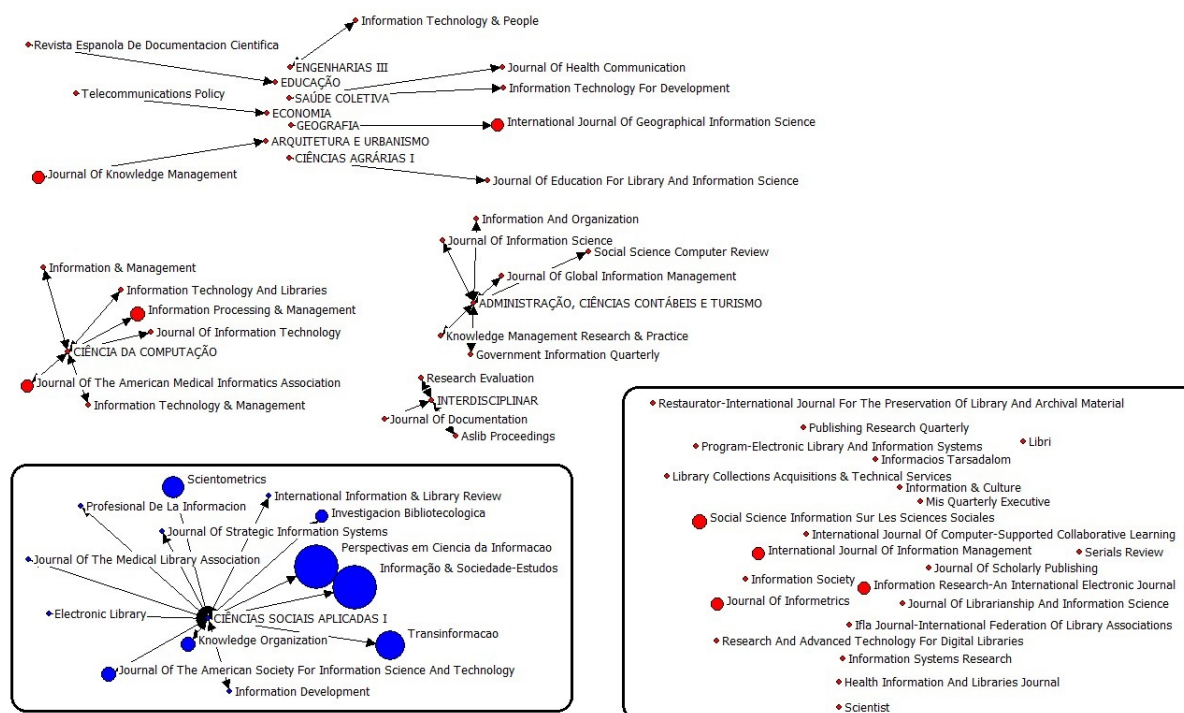 Information Technology & People
Revista Espanola De Documentacion Cientifica
ENGENHARIAS III
Journal Of Health Communication
EDUCAÇÃO
Information Technology For Development
Telecommunications Policy
SAÚDE COLETIVA
ECONOMIA
GEOGRAFIA
International Journal Of Geographical Information Science
ARQUITETURA E URBANISMO
CIÊNCIAS AGRÁRIAS I
Journal Of Knowledge Management
Journal Of Education For Library And Information Science
Information And Organization
Journal Of Information Science
Social Science Computer Review
Journal Of Global Information Management
ADMINISTRAÇÃO, CIÊNCIAS CONTÁBEIS E TURISMO
Knowledge Management Research & Practice
Government Information Quarterly
Information & Management
Information Technology And Libraries
Information Processing & Management
Journal Of Information Technology
CIÊNCIA DA COMPUTAÇÃO
Journal Of The American Medical Informatics Association
Information Technology & Management
Research Evaluation
INTERDISCIPLINAR
Journal Of Documentation
Aslib Proceedings
Scientometrics
International Information & Library Review
Profesional De La Informacion
Investigacion Bibliotecologica
Journal Of Strategic Information Systems
Perspectivas em Ciencia da Informacao
Journal Of The Medical Library Association
Informação & Sociedade-Estudos
Electronic Library
CIÊNCIAS SOCIAIS APLICADAS I
Knowledge Organization
Transinformacao
Journal Of The American Society For Information Science And Technology
Information Development
Restaurator-International Journal For The Preservation Of Library And Archival Material
Publishing Research Quarterly
Libri
Program-Electronic Library And Information Systems
Informacios Tarsadalom
Library Collections Acquisitions & Technical Services
Information & Culture
Mis Quarterly Executive
Social Science Information Sur Les Sciences Sociales
International Journal Of Computer-Supported Collaborative Learning
International Journal Of Information Management
Serials Review
Journal Of Scholarly Publishing
Information Society
Information Research-An International Electronic Journal
Journal Of Informetrics
Journal Of Librarianship And Information Science
Ifla Journal-International Federation Of Library Associations
Research And Advanced Technology For Digital Libraries
Information Systems Research
Health Information And Libraries Journal
Scientist